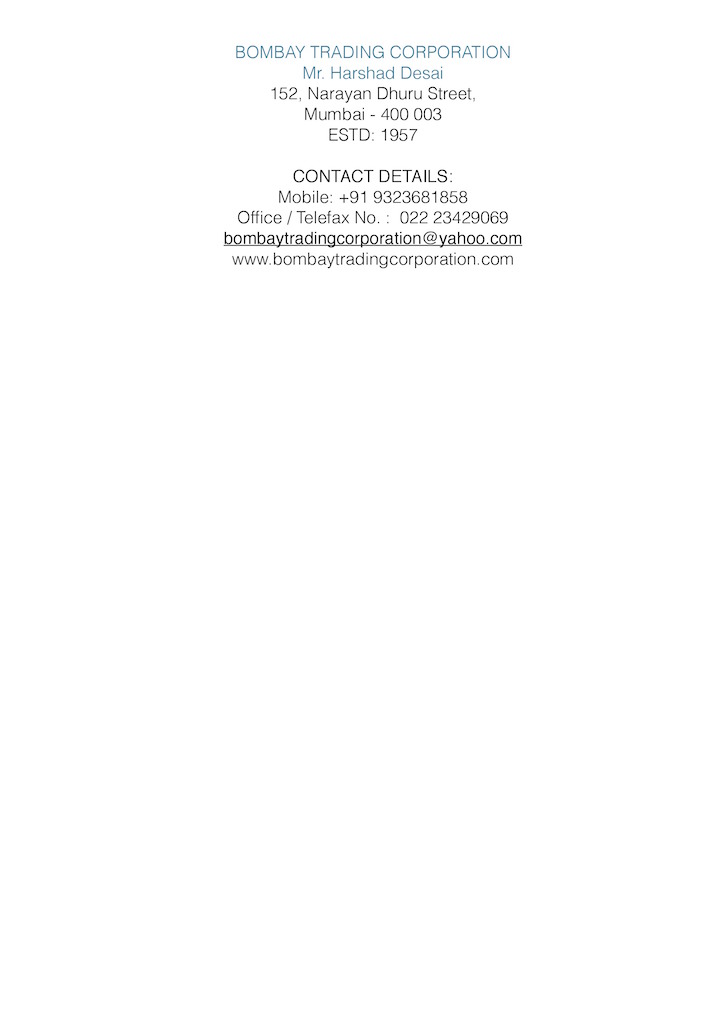 BOMBAY TRADING CORPORATION
Mr. Harshad Desai
152, Narayan Dhuru Street,
Mumbai - 400 003
ESTD: 1957
CONTACT DETAILS:
Mobile: +91 9323681858
Office / Telefax No. :  022 23429069
bombaytradingcorporation@yahoo.com
www.bombaytradingcorporation.com